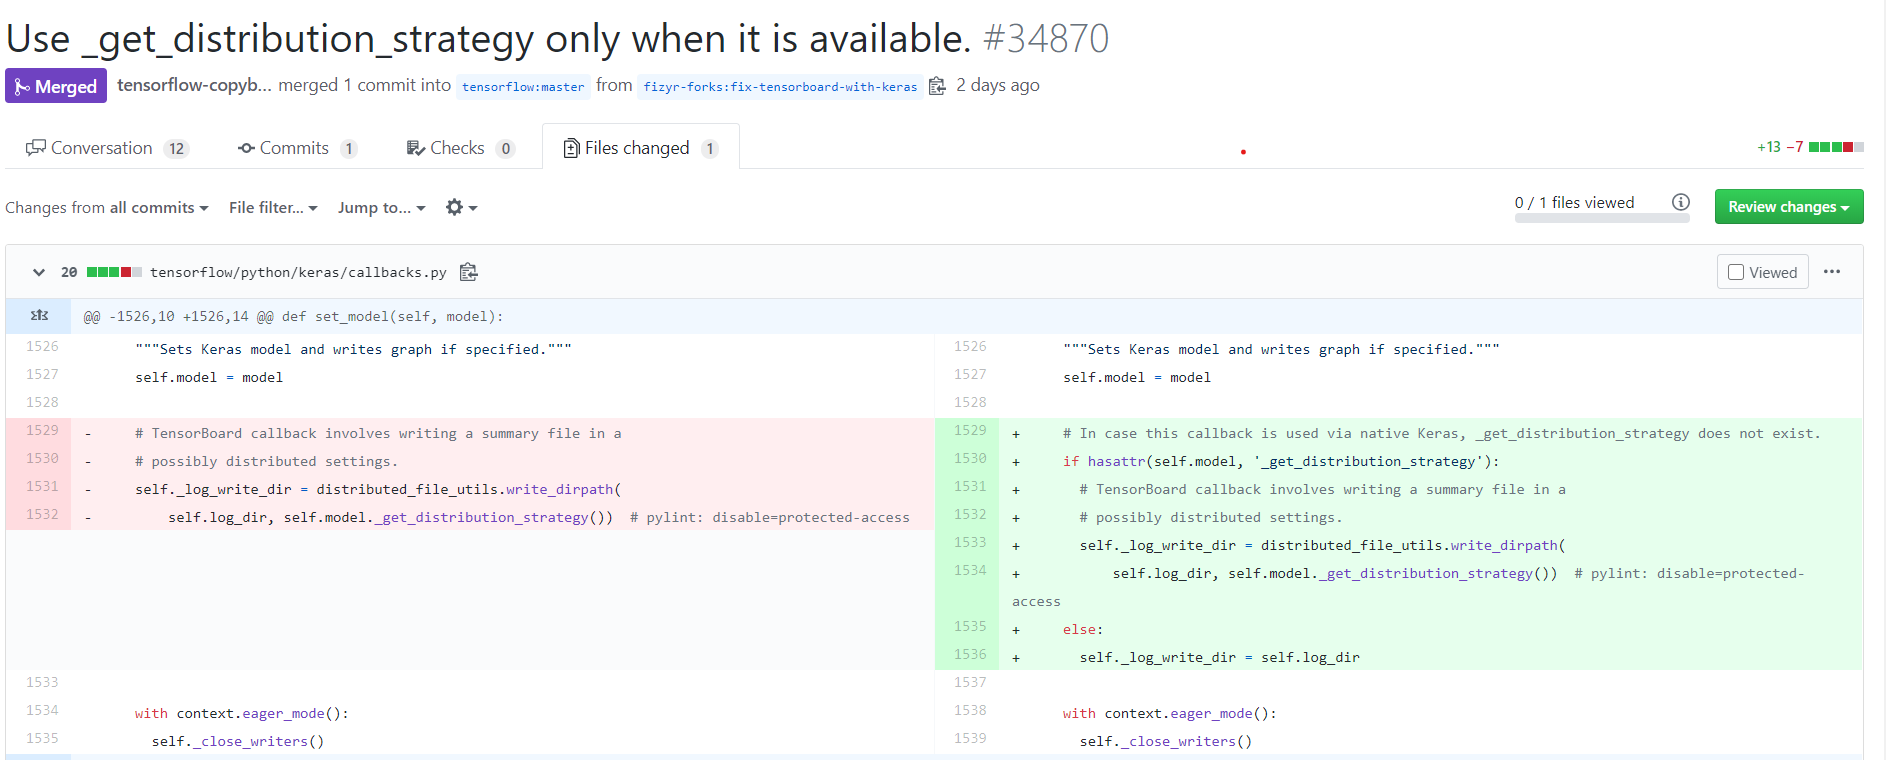 Use _get_distribution_strategy only when it is available. #34870
Merged tensorflow-copyb... merged 1 commit into tensorflow:master from fizyr-forks:fix-tensorboard-with-keras 2 days ago
Conversation 12 Commits 1 Checks 0 Files changed 1 +13 −7
Changes from all commits File filter... Jump to... 0 / 1 files viewed Review changes
20 tensorflow/python/keras/callbacks.py Viewed ...
@@ -1526,10 +1526,14 @@ def set_model(self, model):
1526 """Sets Keras model and writes graph if specified."""
1527 self.model = model
1528
1529 - # TensorBoard callback involves writing a summary file in a
1530 - # possibly distributed settings.
1531 - self._log_write_dir = distributed_file_utils.write_dirpath(
1532 - self.log_dir, self.model._get_distribution_strategy()) # pylint: disable=protected-access
1533
1534 with context.eager_mode():
1535 self._close_writers()
1526 """Sets Keras model and writes graph if specified."""
1527 self.model = model
1528
1529 + # In case this callback is used via native Keras, _get_distribution_strategy does not exist.
1530 + if hasattr(self.model, '_get_distribution_strategy'):
1531 + # TensorBoard callback involves writing a summary file in a
1532 + # possibly distributed settings.
1533 + self._log_write_dir = distributed_file_utils.write_dirpath(
1534 + self.log_dir, self.model._get_distribution_strategy()) # pylint: disable=protected-
access
1535 + else:
1536 + self._log_write_dir = self.log_dir
1537
1538 with context.eager_mode():
1539 self._close_writers()